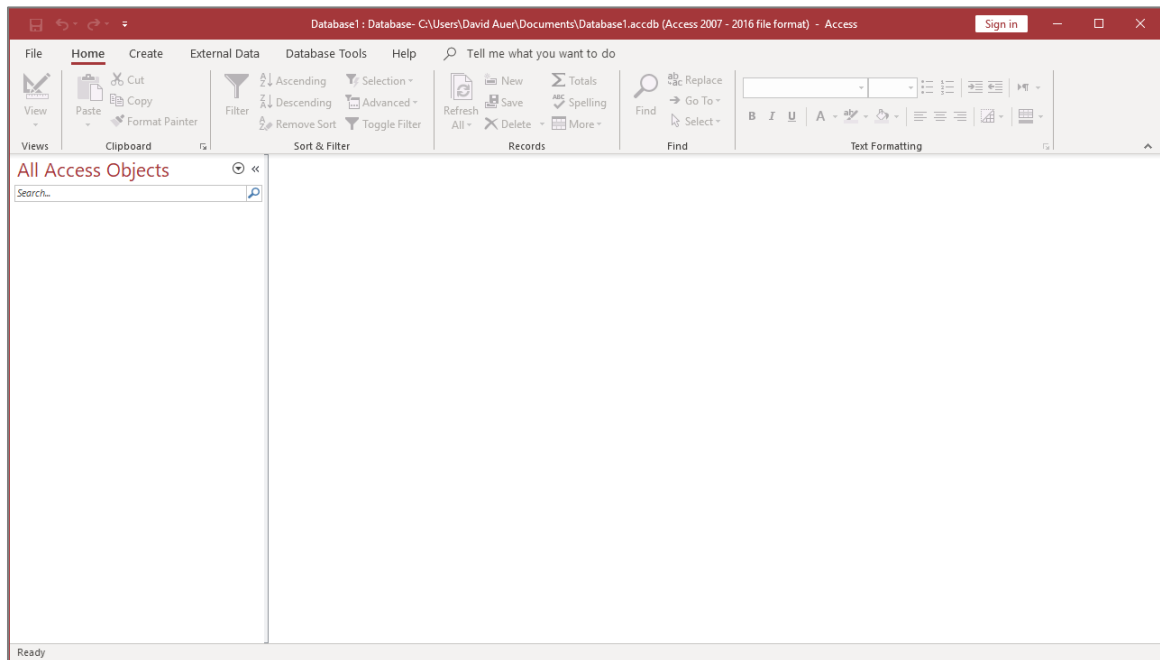 Database1 : Database- C:\Users\David Auer\Documents\Database1.accdb (Access 2007 - 2016 file format) - Access
Sign in
File Home Create External Data Database Tools Help Tell me what you want to do
View
Paste
Cut
Copy
Format Painter
Filter
Ascending
Descending
Remove Sort
Selection
Advanced
Toggle Filter
Refresh
All
New
Save
Delete
Totals
Spelling
More
Find
Replace
Go To
Select
B I U A
Views Clipboard Sort & Filter Records Find Text Formatting
All Access Objects
Search...
Ready